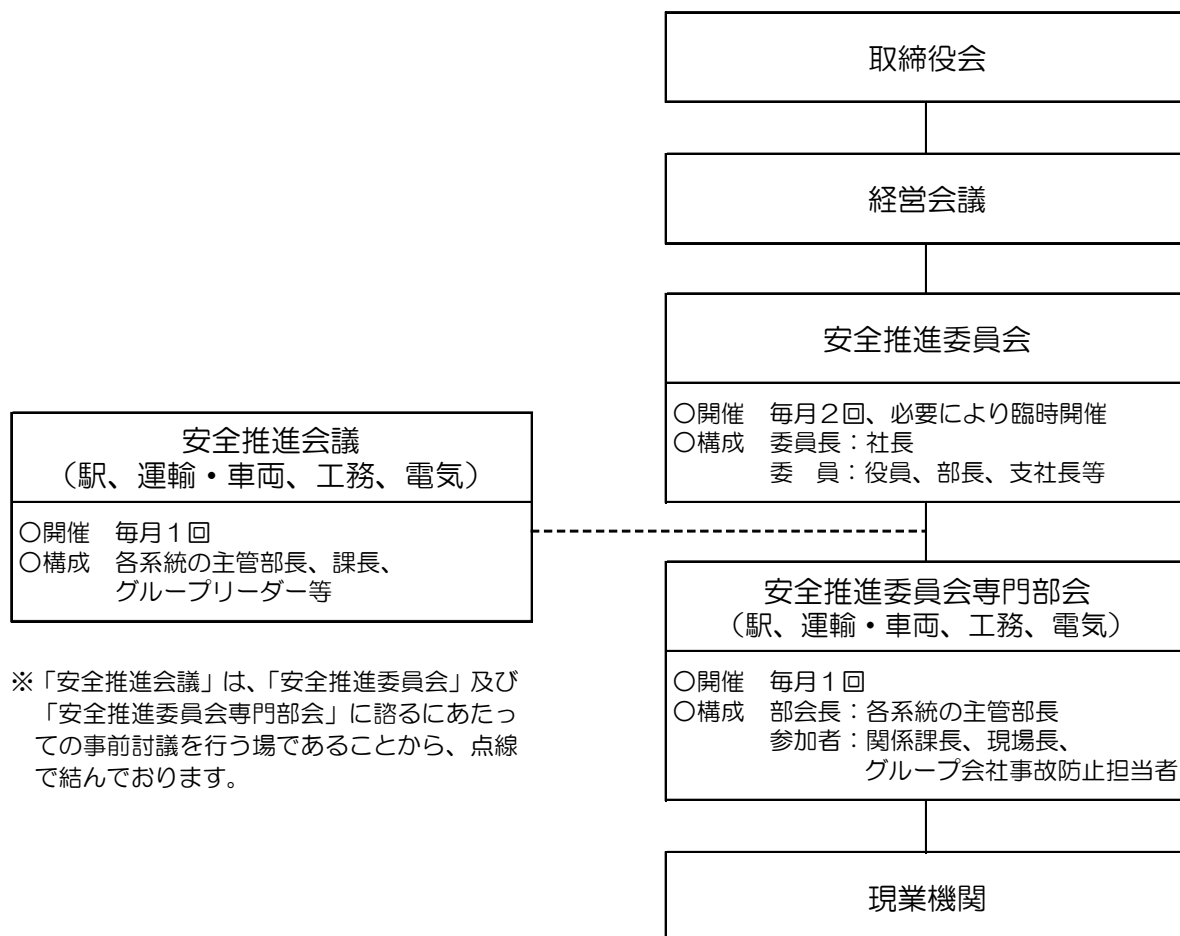 取締役会
経営会議
安全推進委員会
〇開催　毎月２回、必要により臨時開催
〇構成　委員長：社長
委　員：役員、部長、支社長等
安全推進会議
（駅、運輸・車両、工務、電気）
〇開催　毎月１回
〇構成　各系統の主管部長、課長、
グループリーダー等
※「安全推進会議」は、「安全推進委員会」及び
「安全推進委員会専門部会」に諮るにあたっ
ての事前討議を行う場であることから、点線
で結んでおります。
安全推進委員会専門部会
（駅、運輸・車両、工務、電気）
〇開催　毎月１回
〇構成　部会長：各系統の主管部長
参加者：関係課長、現場長、
グループ会社事故防止担当者
現業機関